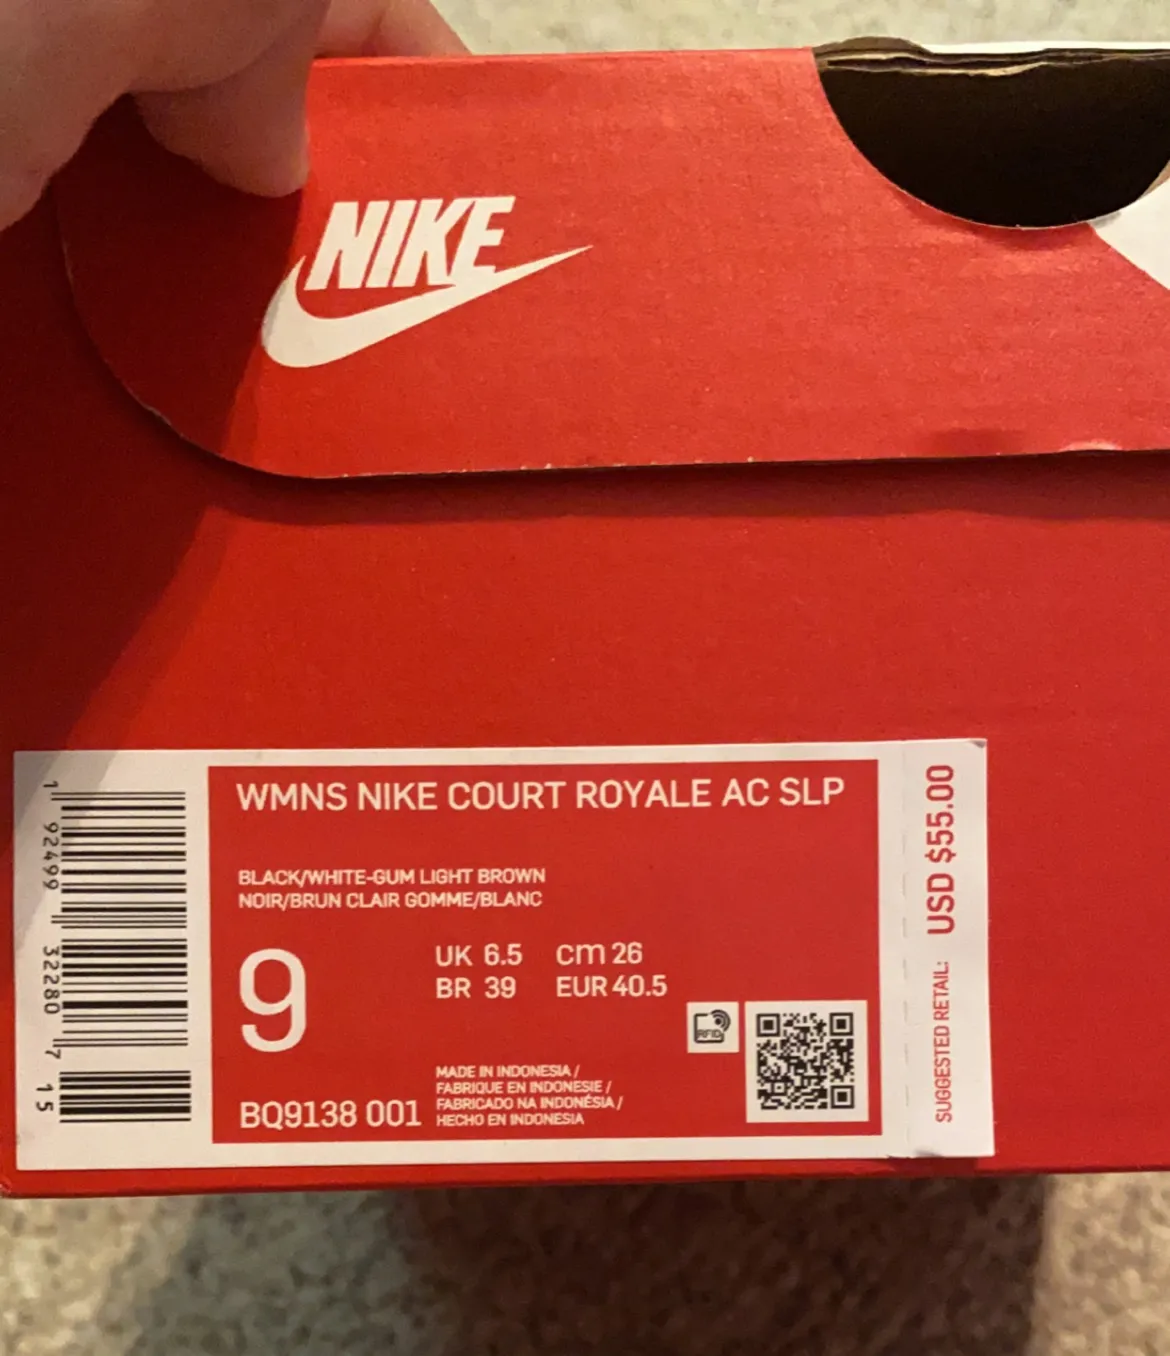 NIKE
WMNS NIKE COURT ROYALE AC SLP
BLACK/WHITE-GUM LIGHT BROWN
NOIR/BRUN CLAIR GOMME/BLANC
9
UK 6.5 cm 26
BR 39 EUR 40.5
RFID
MADE IN INDONESIA /
FABRIQUE EN INDONESIE /
FABRICADO NA INDONÉSIA /
HECHO EN INDONESIA
BQ9138 001
1 92499 32280 7 15
SUGGESTED RETAIL: USD $55.00